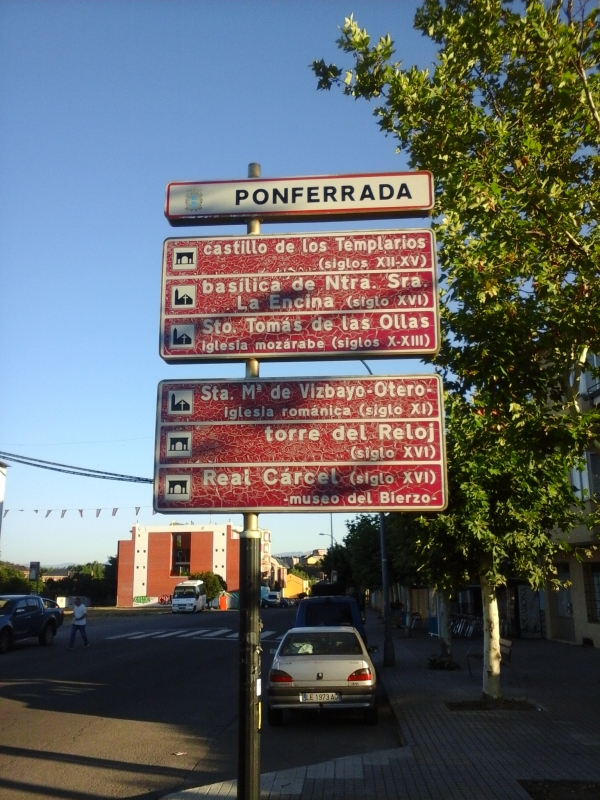 PONFERRADA
castillo de los Templarios
(siglos XII-XV)
basílica de Ntra. Sra.
La Encina (siglo XVI)
Sto. Tomás de las Ollas
iglesia mozárabe (siglos X-XIII)
Sta. Mª de Vizbayo-Otero-
iglesia románica (siglo XI)
torre del Reloj
(siglo XVI)
Real Cárcel (siglo XVI)
-museo del Bierzo-
LE 1973 A